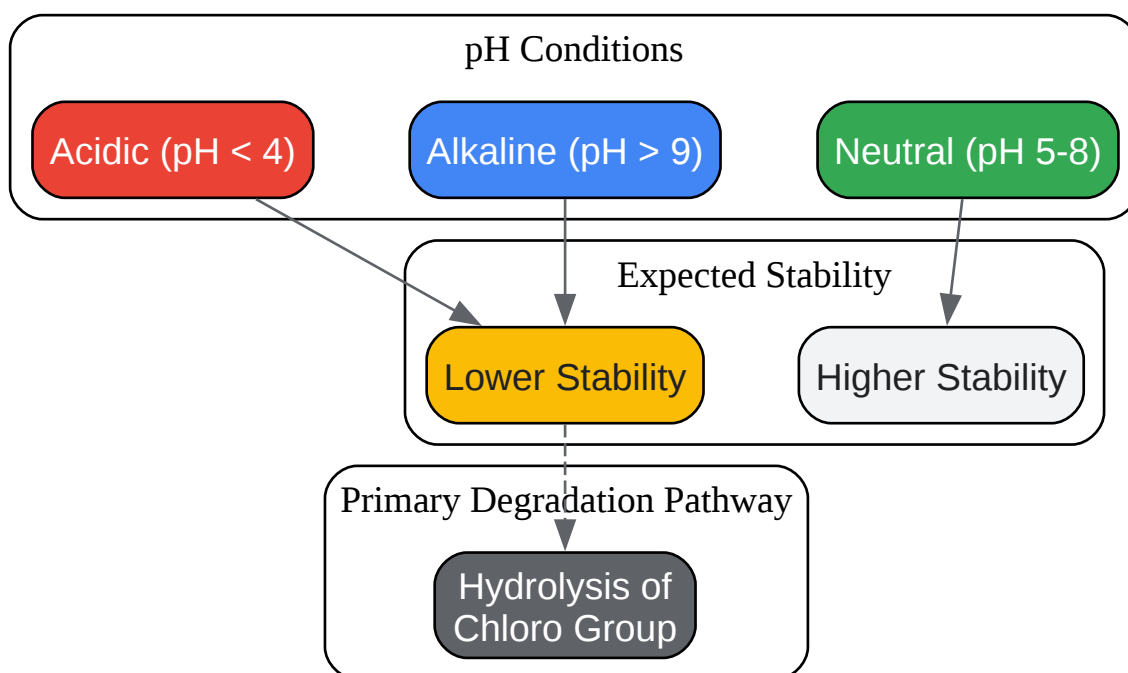 pH Conditions
Acidic (pH < 4)
Alkaline (pH > 9)
Neutral (pH 5-8)
Expected Stability
Lower Stability
Higher Stability
Primary Degradation Pathway
Hydrolysis of
Chloro Group